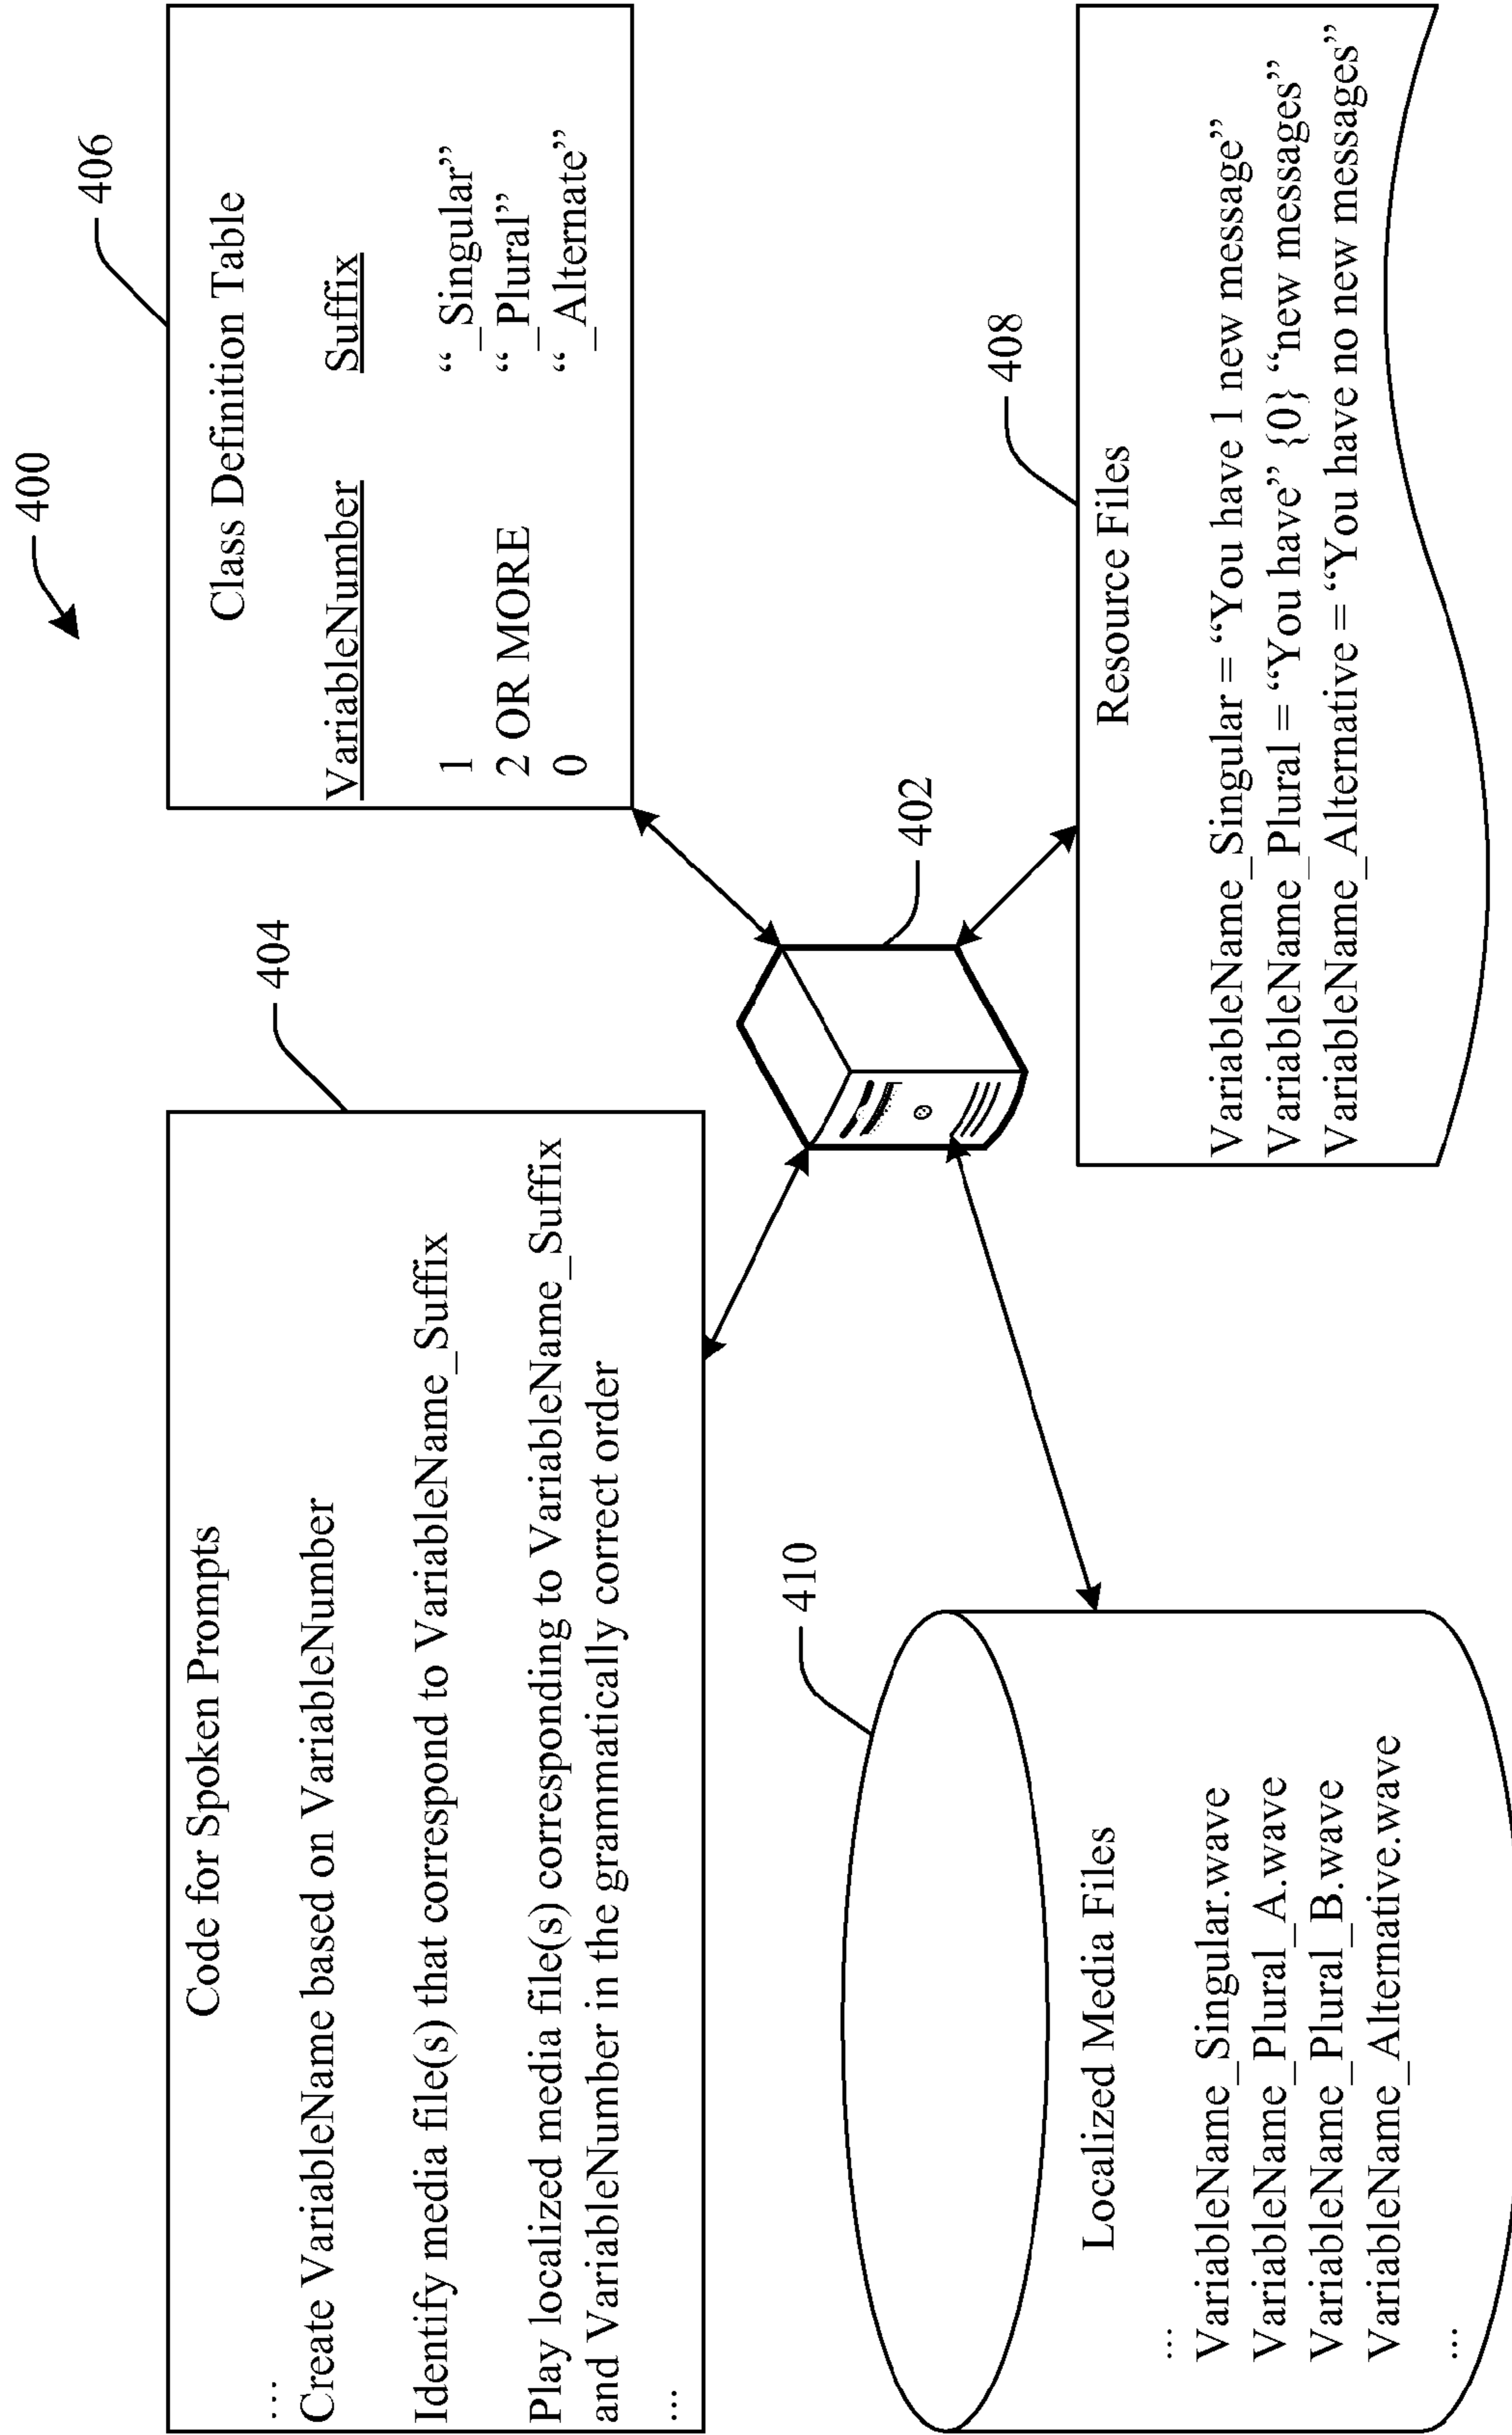 400
404
Code for Spoken Prompts
...
Create VariableName based on VariableNumber
Identify media file(s) that correspond to VariableName_Suffix
Play localized media file(s) corresponding to VariableName_Suffix
and VariableNumber in the grammatically correct order
...
406
Class Definition Table
VariableNumber Suffix
1 “_Singular”
2 OR MORE “_Plural”
0 “_Alternate”
402
410
Localized Media Files
...
VariableName_Singular.wave
VariableName_Plural_A.wave
VariableName_Plural_B.wave
VariableName_Alternative.wave
...
408
Resource Files
VariableName_Singular = “You have 1 new message”
VariableName_Plural = “You have” {0} “new messages”
VariableName_Alternative = “You have no new messages”